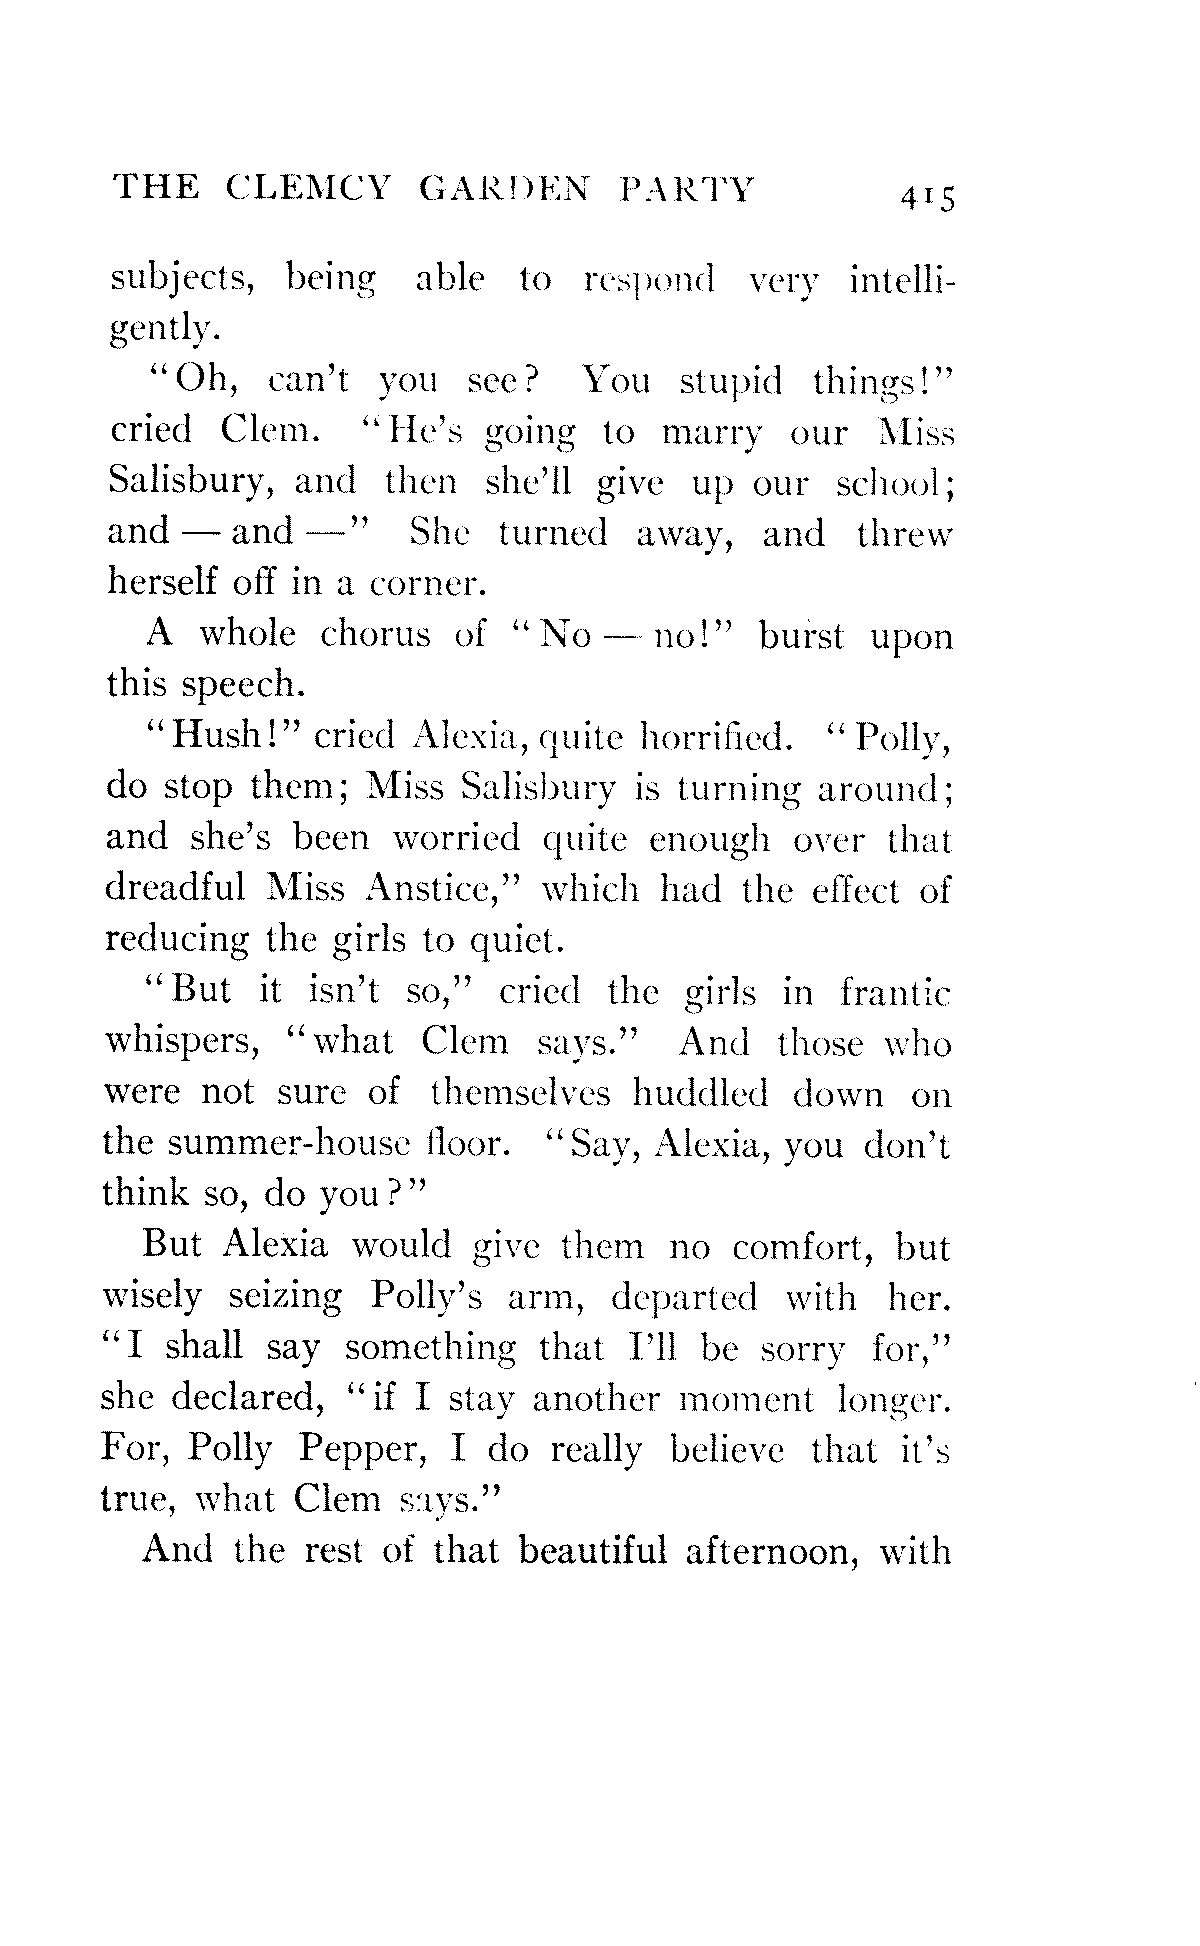 THE CLEMCY GARDEN PARTY 415
subjects, being able to respond very intelli-
gently.
"Oh, can't you see? You stupid things!"
cried Clem. "He's going to marry our Miss
Salisbury, and then she'll give up our school;
and — and —" She turned away, and threw
herself off in a corner.
A whole chorus of "No — no!" burst upon
this speech.
"Hush!" cried Alexia, quite horrified. "Polly,
do stop them; Miss Salisbury is turning around;
and she's been worried quite enough over that
dreadful Miss Anstice," which had the effect of
reducing the girls to quiet.
"But it isn't so," cried the girls in frantic
whispers, "what Clem says." And those who
were not sure of themselves huddled down on
the summer-house floor. "Say, Alexia, you don't
think so, do you?"
But Alexia would give them no comfort, but
wisely seizing Polly's arm, departed with her.
"I shall say something that I'll be sorry for,"
she declared, "if I stay another moment longer.
For, Polly Pepper, I do really believe that it's
true, what Clem says."
And the rest of that beautiful afternoon, with